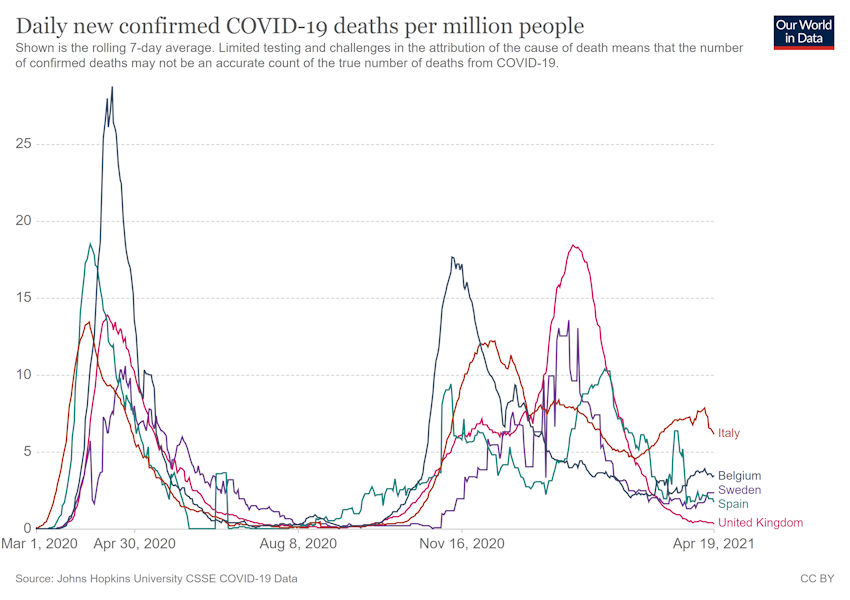 Daily new confirmed COVID-19 deaths per million people
Our World
in Data
Shown is the rolling 7-day average. Limited testing and challenges in the attribution of the cause of death means that the number
of confirmed deaths may not be an accurate count of the true number of deaths from COVID-19.
25
20
15
10
5
0
Italy
Belgium
Sweden
Spain
United Kingdom
Mar 1, 2020 Apr 30, 2020 Aug 8, 2020 Nov 16, 2020 Apr 19, 2021
Source: Johns Hopkins University CSSE COVID-19 Data CC BY